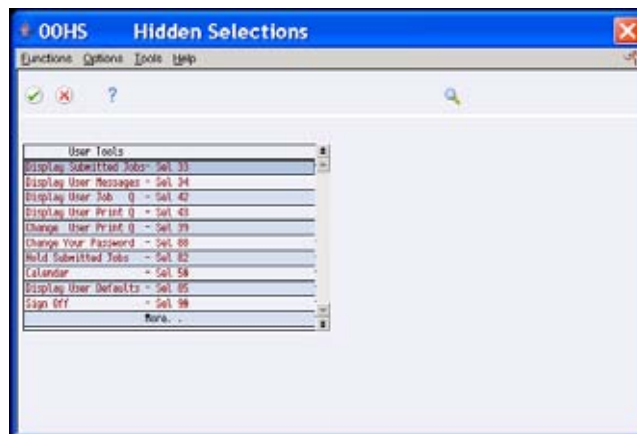 00HS Hidden Selections
Functions Options Tools Help
?
User Tools
Display Submitted Jobs- Sel 33
Display User Messages - Sel 34
Display User Job Q - Sel 42
Display User Print Q - Sel 43
Change User Print Q - Sel 39
Change Your Password - Sel 80
Hold Submitted Jobs - Sel 82
Calendar - Sel 50
Display User Defaults - Sel 85
Sign Off - Sel 90
More. .